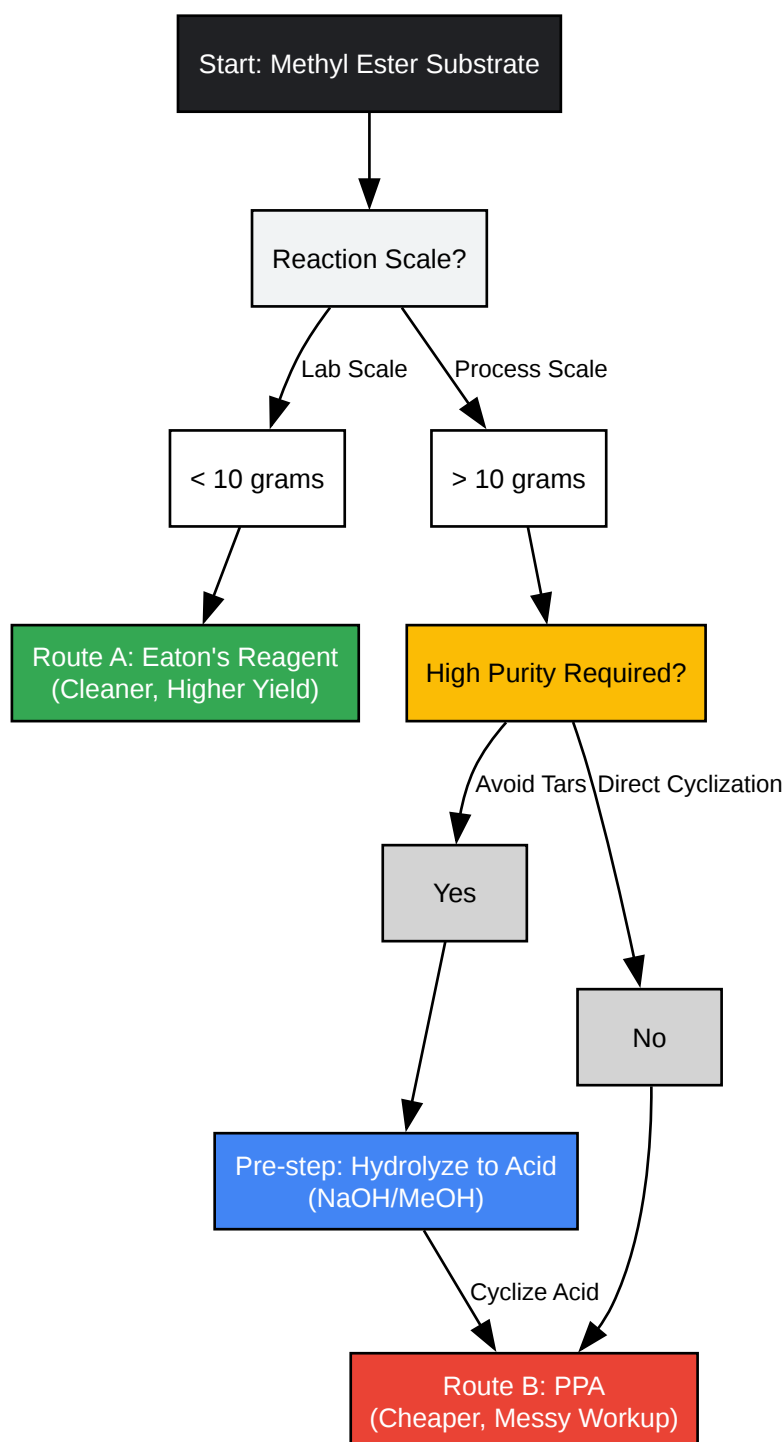 Start: Methyl Ester Substrate
Reaction Scale?
Lab Scale
Process Scale
< 10 grams
> 10 grams
Route A: Eaton's Reagent
(Cleaner, Higher Yield)
High Purity Required?
Avoid Tars
Direct Cyclization
Yes
No
Pre-step: Hydrolyze to Acid
(NaOH/MeOH)
Cyclize Acid
Route B: PPA
(Cheaper, Messy Workup)